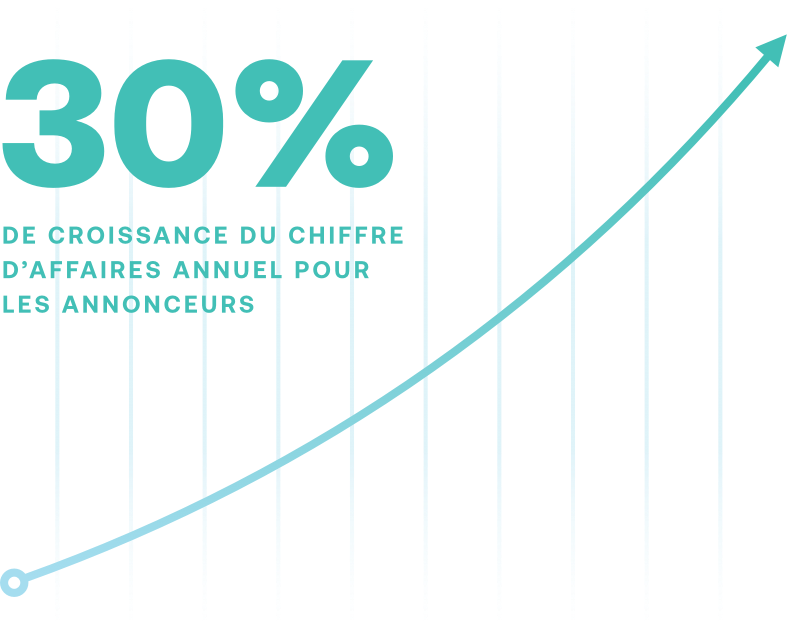 30%
DE CROISSANCE DU CHIFFRE
D’AFFAIRES ANNUEL POUR
LES ANNONCEURS